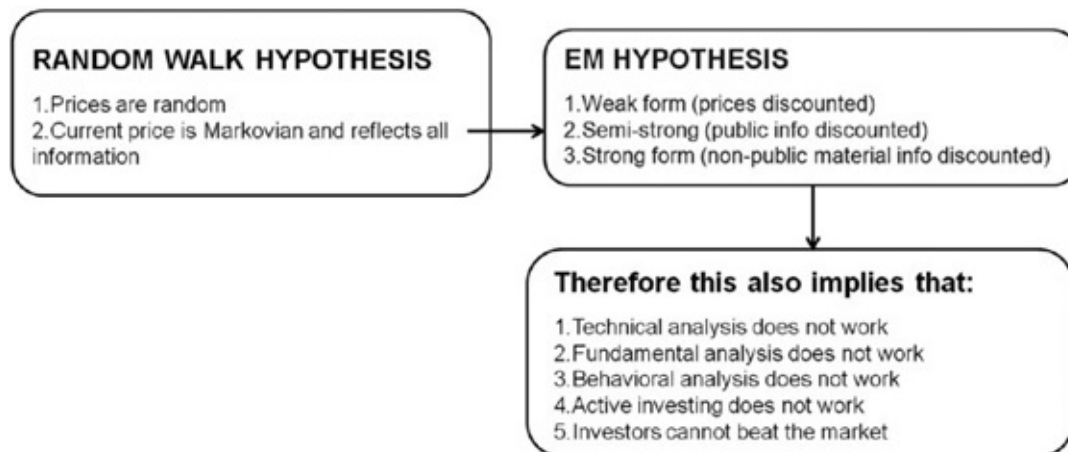 RANDOM WALK HYPOTHESIS
1.Prices are random
2.Current price is Markovian and reflects all
information
EM HYPOTHESIS
1.Weak form (prices discounted)
2.Semi-strong (public info discounted)
3.Strong form (non-public material info discounted)
Therefore this also implies that:
1.Technical analysis does not work
2.Fundamental analysis does not work
3.Behavioral analysis does not work
4.Active investing does not work
5.Investors cannot beat the market